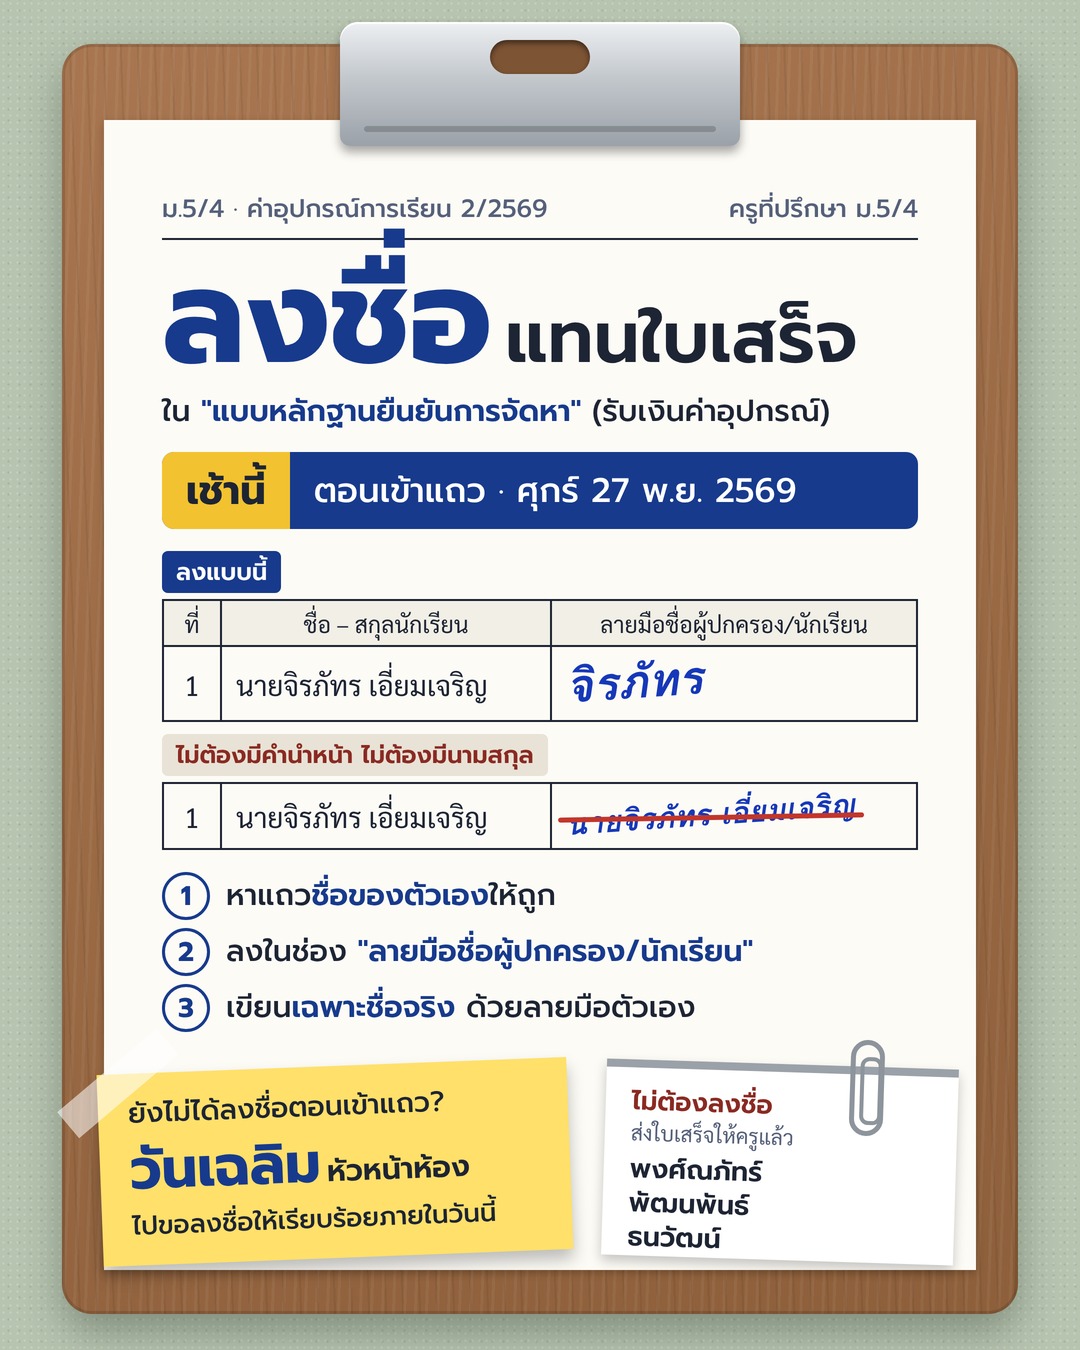 ม.5/4 · ค่าอุปกรณ์การเรียน 2/2569 ครูที่ปรึกษา ม.5/4
ลงชื่อ แทนใบเสร็จ
ใน "แบบหลักฐานยืนยันการจัดหา" (รับเงินค่าอุปกรณ์)
เช้านี้ ตอนเข้าแถว · ศุกร์ 27 พ.ย. 2569
ลงแบบนี้
ที่ ชื่อ – สกุลนักเรียน ลายมือชื่อผู้ปกครอง/นักเรียน
1 นายจิรภัทร เอี่ยมเจริญ จิรภัทร
ไม่ต้องมีคำนำหน้า ไม่ต้องมีนามสกุล
1 นายจิรภัทร เอี่ยมเจริญ นายจิรภัทร เอี่ยมเจริญ
1 หาแถวชื่อของตัวเองให้ถูก
2 ลงในช่อง "ลายมือชื่อผู้ปกครอง/นักเรียน"
3 เขียนเฉพาะชื่อจริง ด้วยลายมือตัวเอง
ยังไม่ได้ลงชื่อตอนเข้าแถว?
วันเฉลิม หัวหน้าห้อง
ไปขอลงชื่อให้เรียบร้อยภายในวันนี้
ไม่ต้องลงชื่อ
ส่งใบเสร็จให้ครูแล้ว
พงศ์ณภัทร์
พัฒนพันธ์
ธนวัฒน์